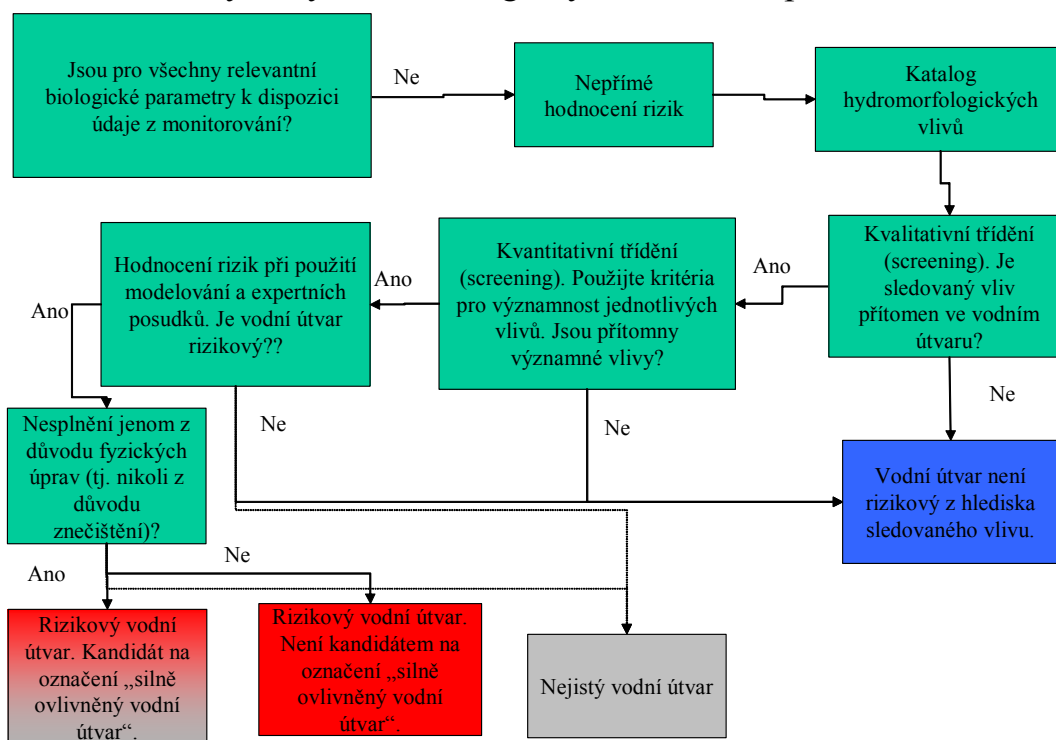 Jsou pro všechny relevantní
biologické parametry k dispozici
údaje z monitorování?
Ne
Nepřímé
hodnocení rizik
Katalog
hydromorfologických
vlivů
Kvalitativní třídění
(screening). Je
sledovaný vliv
přítomen ve vodním
útvaru?
Ano
Kvantitativní třídění
(screening). Použijte kritéria
pro významnost jednotlivých
vlivů. Jsou přítomny
významné vlivy?
Ano
Hodnocení rizik při použití
modelování a expertních
posudků. Je vodní útvar
rizikový??
Ano
Ne
Ne
Ne
Nesplnění jenom z
důvodu fyzických
úprav (tj. nikoli z
důvodu
znečištění)?
Vodní útvar není
rizikový z hlediska
sledovaného vlivu.
Ano
Ne
Rizikový vodní
útvar. Kandidát na
označení „silně
ovlivněný vodní
útvar“.
Rizikový vodní útvar.
Není kandidátem na
označení „silně
ovlivněný vodní
útvar“.
Nejistý vodní útvar